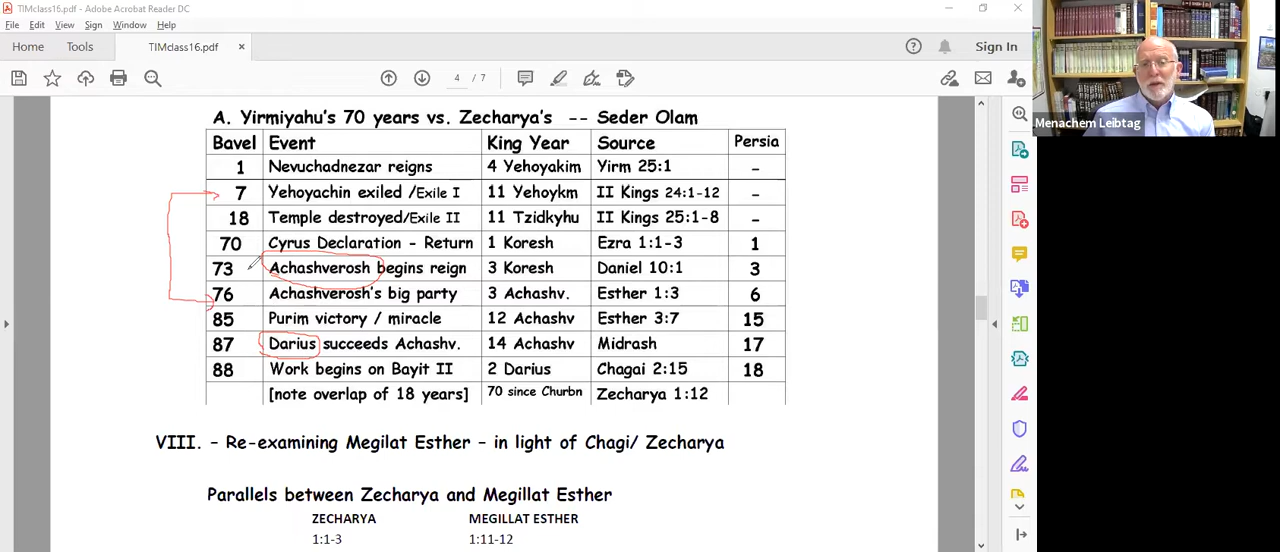 TIMclass16.pdf - Adobe Acrobat Reader DC
File Edit View Sign Window Help
Home Tools TIMclass16.pdf × Sign In
4 / 7
A. Yirmiyahu's 70 years vs. Zecharya's -- Seder Olam
Bavel Event King Year Source Persia
1 Nevuchadnezar reigns 4 Yehoyakim Yirm 25:1 -
7 Yehoyachin exiled /Exile I 11 Yehoykm II Kings 24:1-12 -
18 Temple destroyed/Exile II 11 Tzidkyhu II Kings 25:1-8 -
70 Cyrus Declaration - Return 1 Koresh Ezra 1:1-3 1
73 Achashverosh begins reign 3 Koresh Daniel 10:1 3
76 Achashverosh's big party 3 Achashv. Esther 1:3 6
85 Purim victory / miracle 12 Achashv Esther 3:7 15
87 Darius succeeds Achashv. 14 Achashv Midrash 17
88 Work begins on Bayit II 2 Darius Chagai 2:15 18
[note overlap of 18 years] 70 since Churbn Zecharya 1:12
VIII. - Re-examining Megilat Esther - in light of Chagi/ Zecharya
Parallels between Zecharya and Megillat Esther
ZECHARYA MEGILLAT ESTHER
1:1-3 1:11-12
Menachem Leibtag